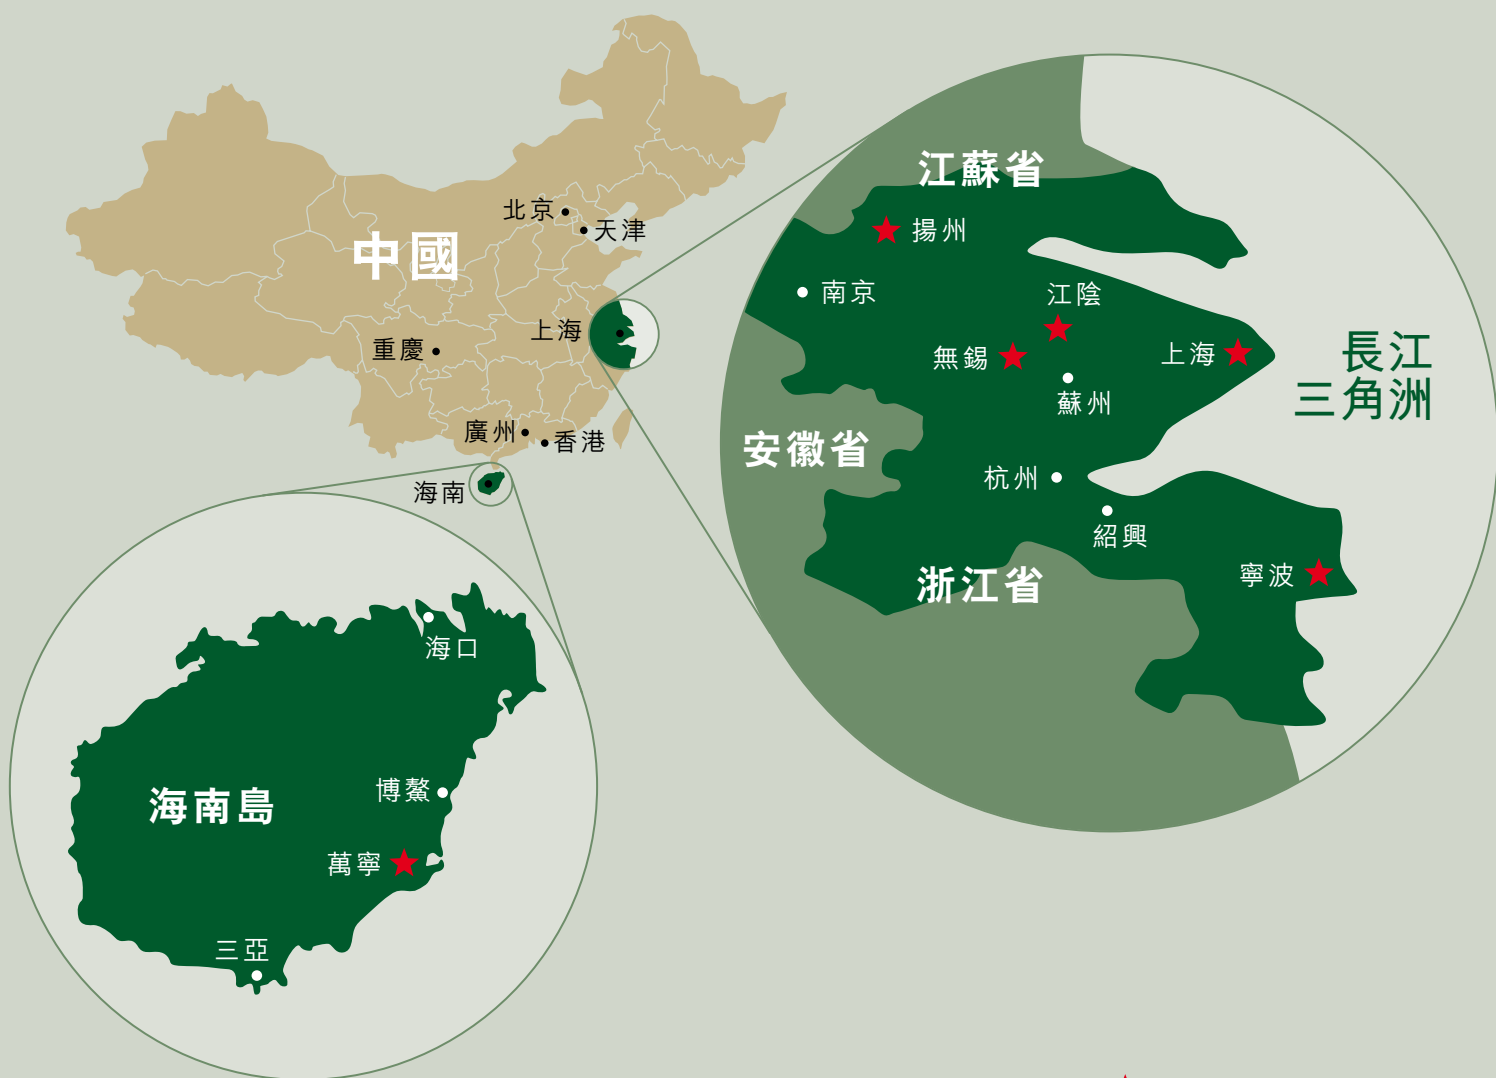 北京
天津
中國
上海
重慶
廣州
香港
海南
江蘇省
揚州
南京
江陰
無錫
上海
蘇州
長江
三角洲
安徽省
杭州
紹興
浙江省
寧波
海口
博鰲
海南島
萬寧
三亞